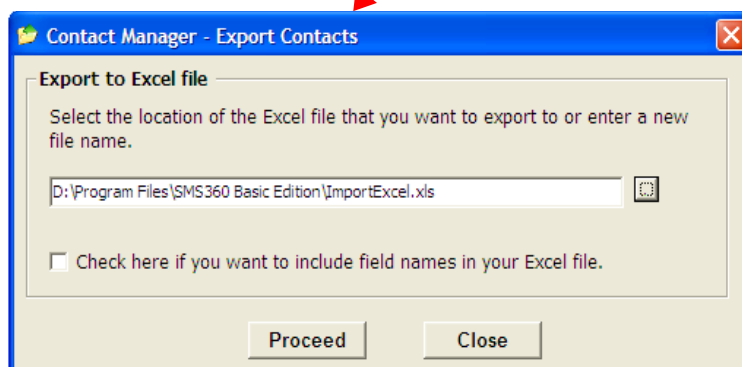 Contact Manager - Export Contacts
Export to Excel file
Select the location of the Excel file that you want to export to or enter a new
file name.
D:\Program Files\SMS360 Basic Edition\ImportExcel.xls
Check here if you want to include field names in your Excel file.
Proceed
Close